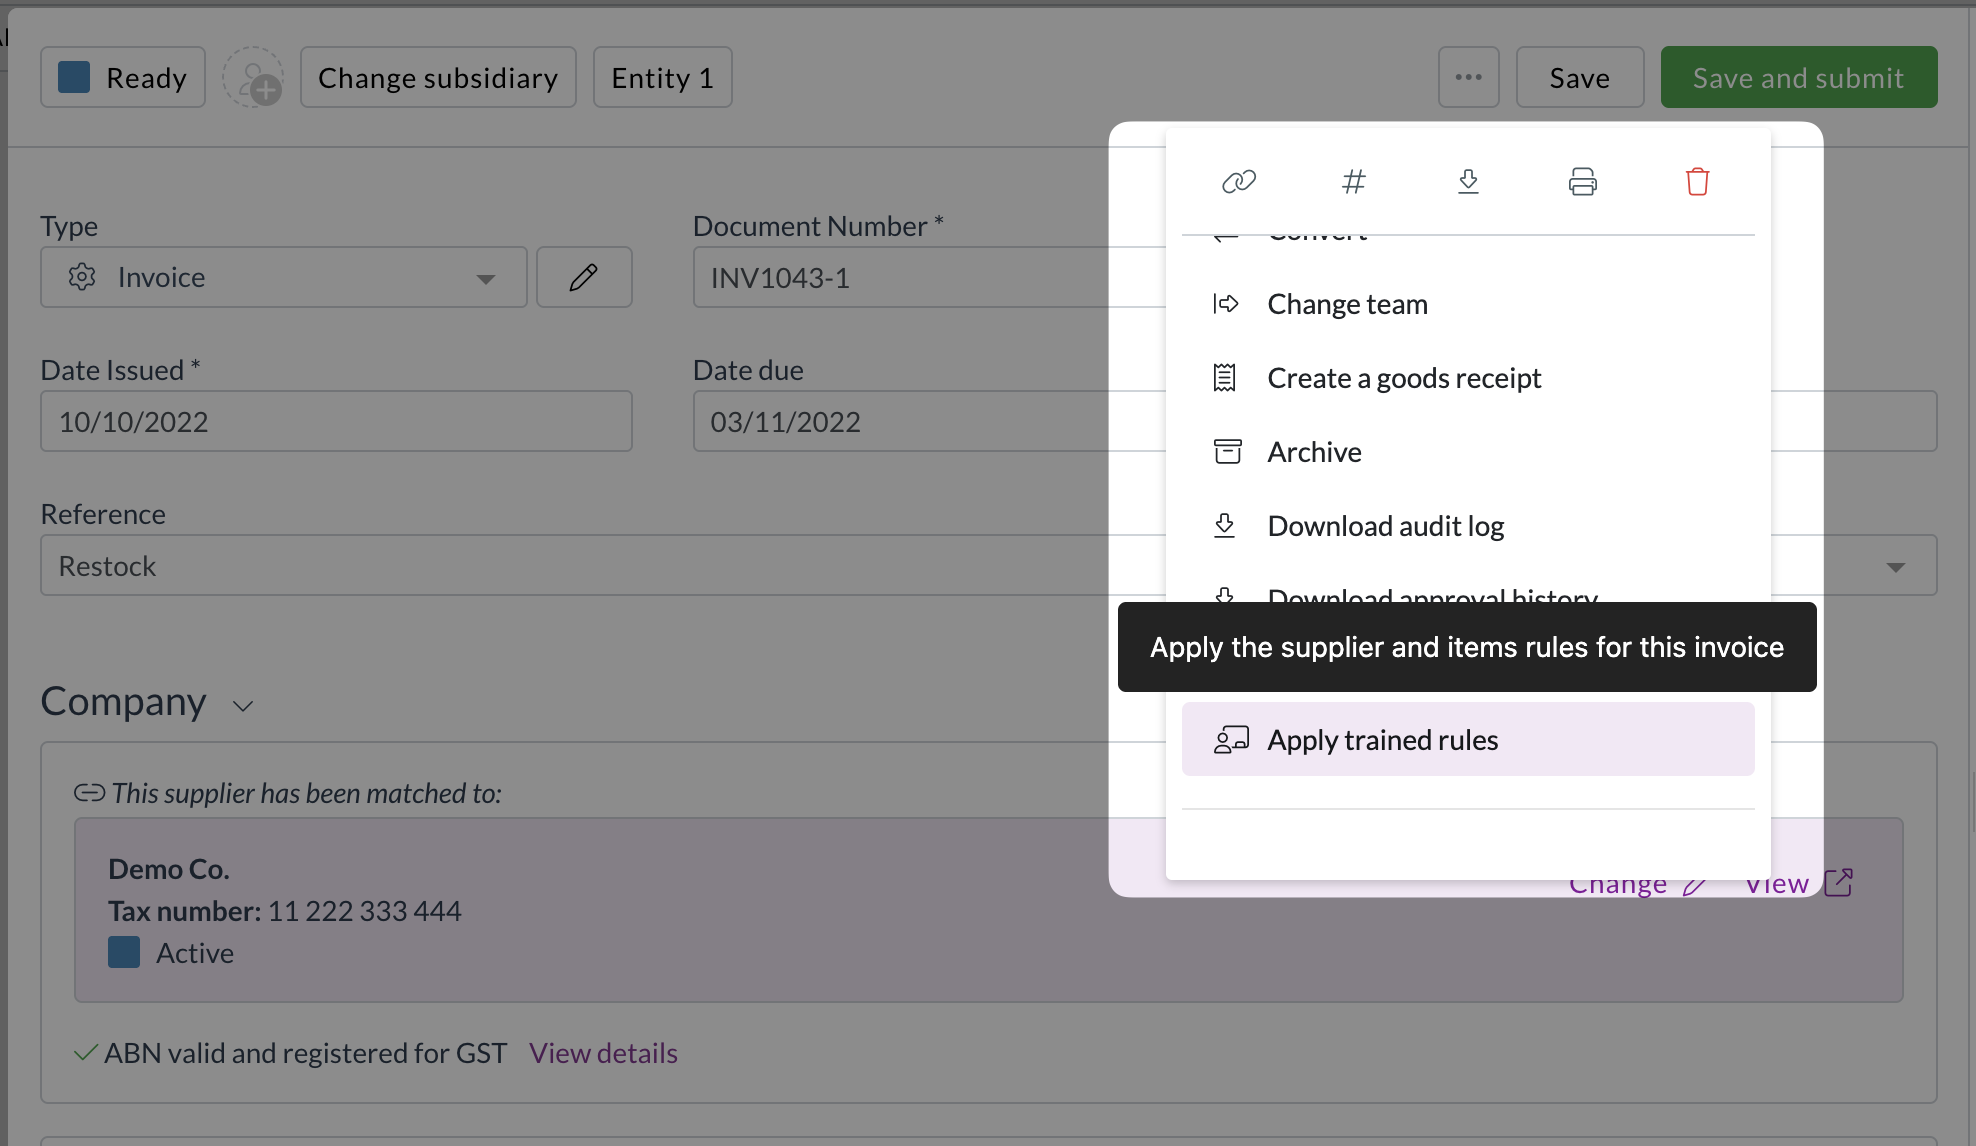 Ready
Change subsidiary
Entity 1
...
Save
Save and submit
#
Type
Document Number *
Invoice
INV1043-1
Convert
Change team
Create a goods receipt
Date Issued *
Date due
10/10/2022
03/11/2022
Archive
Download audit log
Reference
Restock
Download approval history
Apply the supplier and items rules for this invoice
Company
Apply trained rules
This supplier has been matched to:
Demo Co.
Tax number: 11 222 333 444
Active
Change
View
ABN valid and registered for GST View details